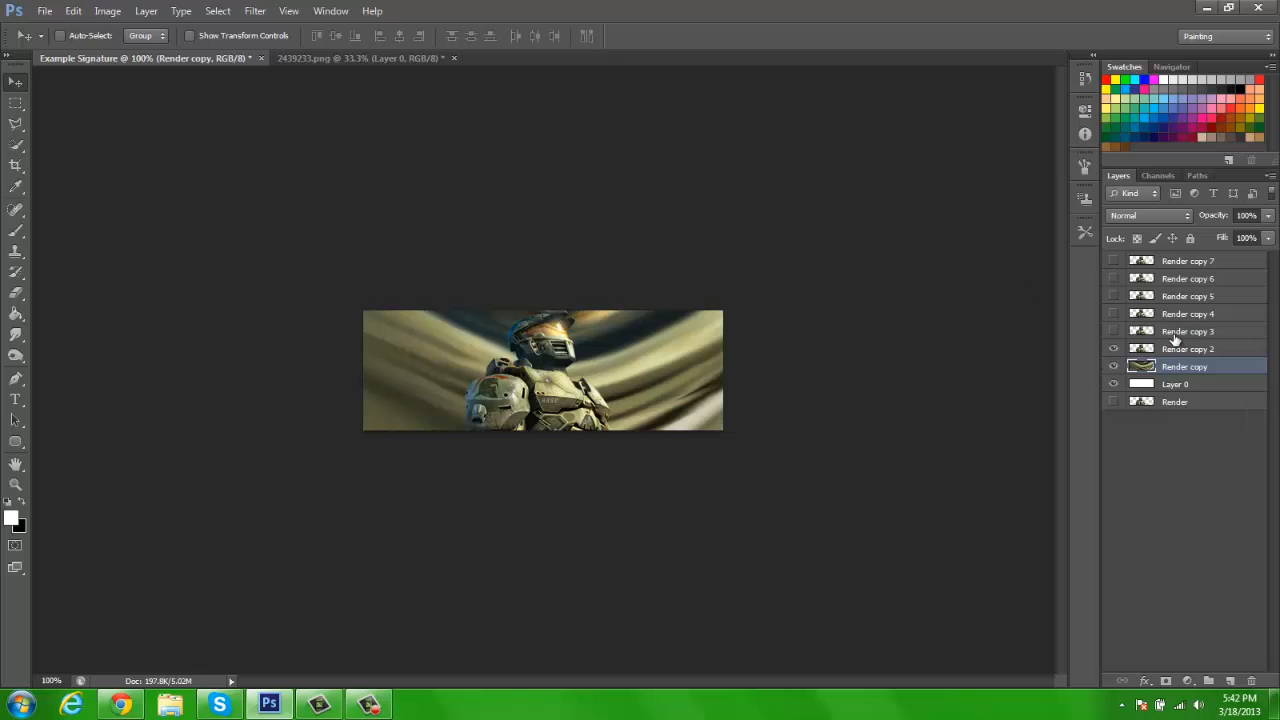 Ps File Edit Image Layer Type Select Filter View Window Help
Auto-Select: Group Show Transform Controls Painting
Example Signature @ 100% (Render copy, RGB/8) * × 2439233.png @ 33.3% (Layer 0, RGB/8) * ×
Swatches Navigator
Layers Channels Paths
Kind
Normal Opacity: 100%
Lock: Fill: 100%
Render copy 7
Render copy 6
Render copy 5
Render copy 4
Render copy 3
Render copy 2
Render copy
Layer 0
Render
100% Doc: 197.8K/5.02M
Ps
5:42 PM
3/18/2013